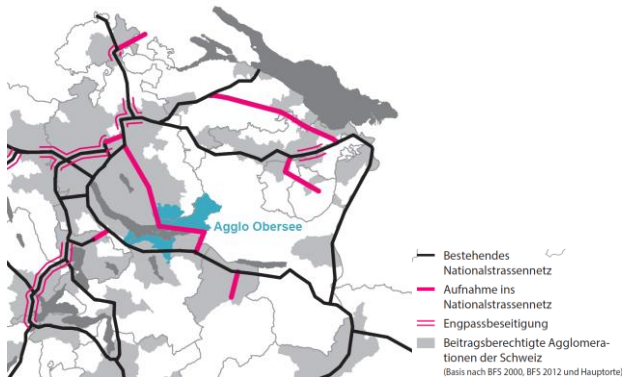 Agglo Obersee
Bestehendes
Nationalstrassennetz
Aufnahme ins
Nationalstrassennetz
Engpassbeseitigung
Beitragsberechtigte Agglomera-
tionen der Schweiz
(Basis nach BFS 2000, BFS 2012 und Hauptorte)